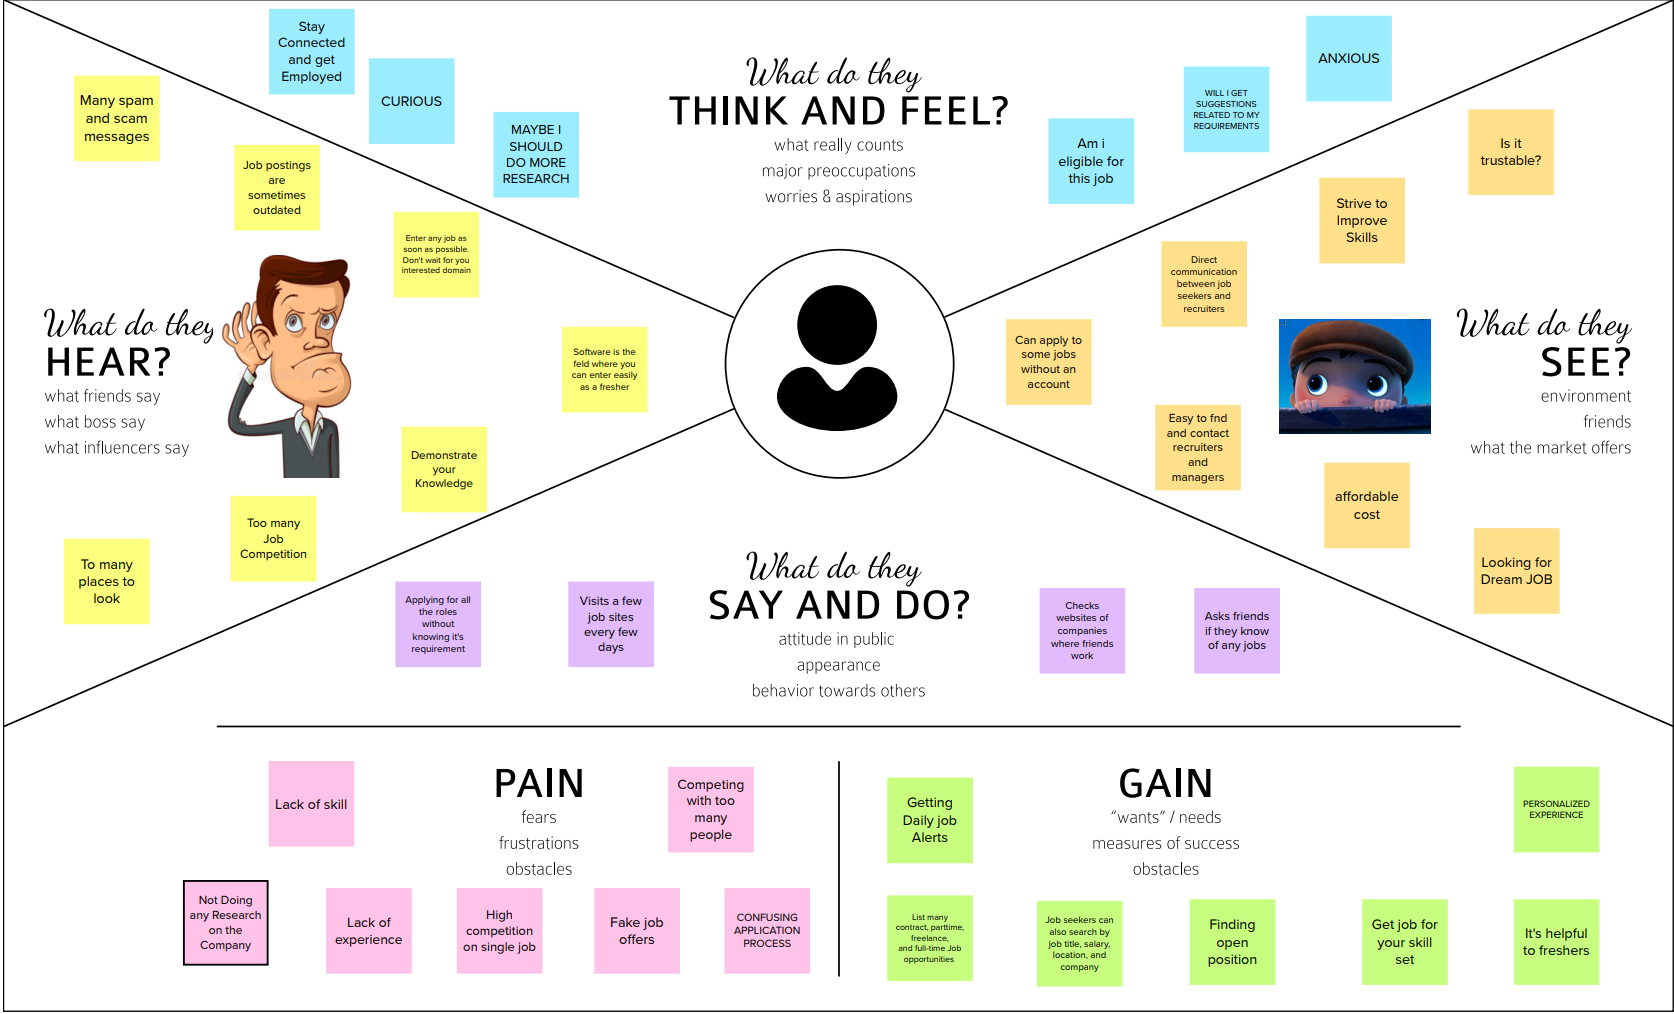 Stay
Connected
and get
Employed
CURIOUS
MAYBE I
SHOULD
DO MORE
RESEARCH
What do they
THINK AND FEEL?
what really counts
major preoccupations
worries & aspirations
Am i
eligible for
this job
WILL I GET
SUGGESTIONS
RELATED TO MY
REQUIREMENTS
ANXIOUS
Many spam
and scam
messages
Job postings
are
sometimes
outdated
Enter any job as
soon as possible.
Don't wait for you
interested domain
What do they
HEAR?
what friends say
what boss say
what influencers say
Software is the
feld where you
can enter easily
as a fresher
Demonstrate
your
Knowledge
Too many
Job
Competition
To many
places to
look
Is it
trustable?
Strive to
Improve
Skills
Direct
communication
between job
seekers and
recruiters
Can apply to
some jobs
without an
account
What do they
SEE?
environment
friends
what the market offers
Easy to fnd
and contact
recruiters
and
managers
affordable
cost
Looking for
Dream JOB
Applying for all
the roles
without
knowing it's
requirement
Visits a few
job sites
every few
days
What do they
SAY AND DO?
attitude in public
appearance
behavior towards others
Checks
websites of
companies
where friends
work
Asks friends
if they know
of any jobs
Lack of skill
PAIN
fears
frustrations
obstacles
Competing
with too
many
people
Not Doing
any Research
on the
Company
Lack of
experience
High
competition
on single job
Fake job
offers
CONFUSING
APPLICATION
PROCESS
Getting
Daily job
Alerts
GAIN
“wants” / needs
measures of success
obstacles
PERSONALIZED
EXPERIENCE
List many
contract, parttime,
freelance,
and full-time Job
opportunities
Job seekers can
also search by
job title, salary,
location, and
company
Finding
open
position
Get job for
your skill
set
It's helpful
to freshers